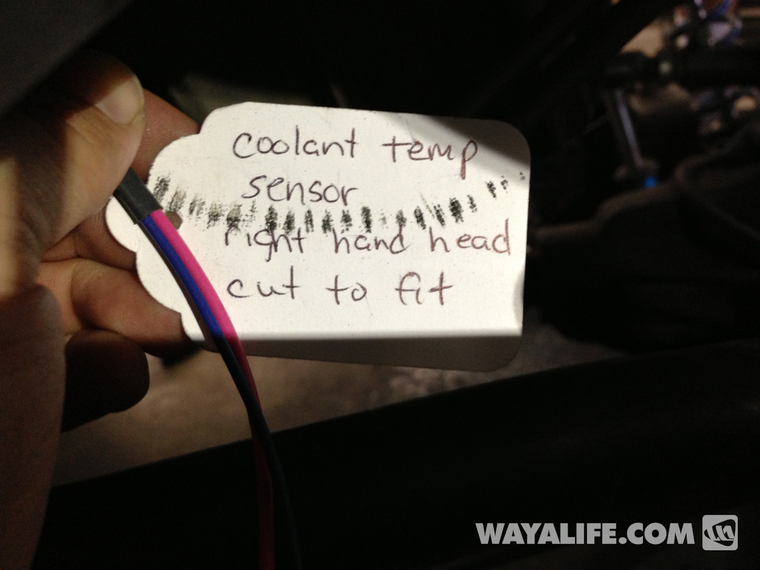 coolant temp
sensor
right hand head
cut to fit
WAYALIFE.COM